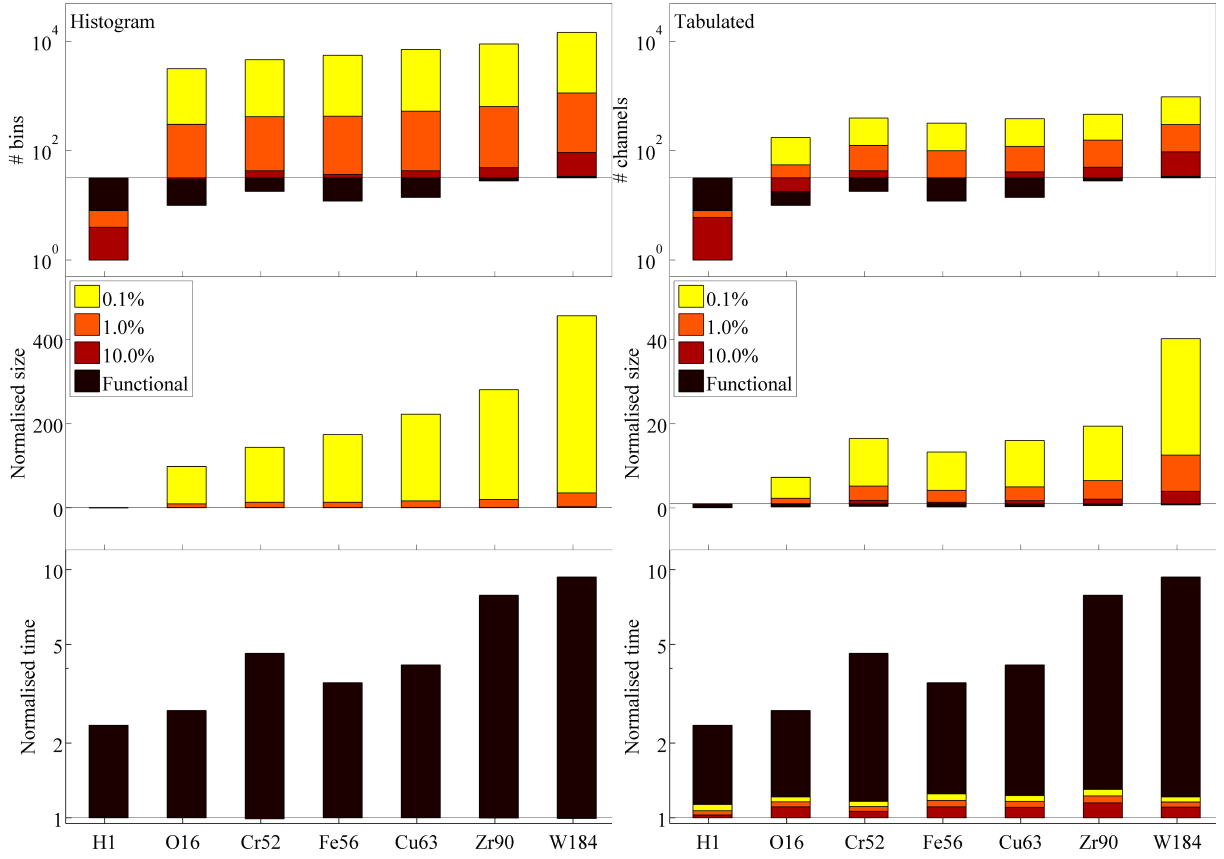 Histogram
10^4
10^2
10^0
# bins
Tabulated
10^4
10^2
10^0
# channels
0.1%
1.0%
10.0%
Functional
400
200
0
Normalised size
0.1%
1.0%
10.0%
Functional
40
20
0
Normalised size
10
5
2
1
Normalised time
H1 O16 Cr52 Fe56 Cu63 Zr90 W184
10
5
2
1
Normalised time
H1 O16 Cr52 Fe56 Cu63 Zr90 W184